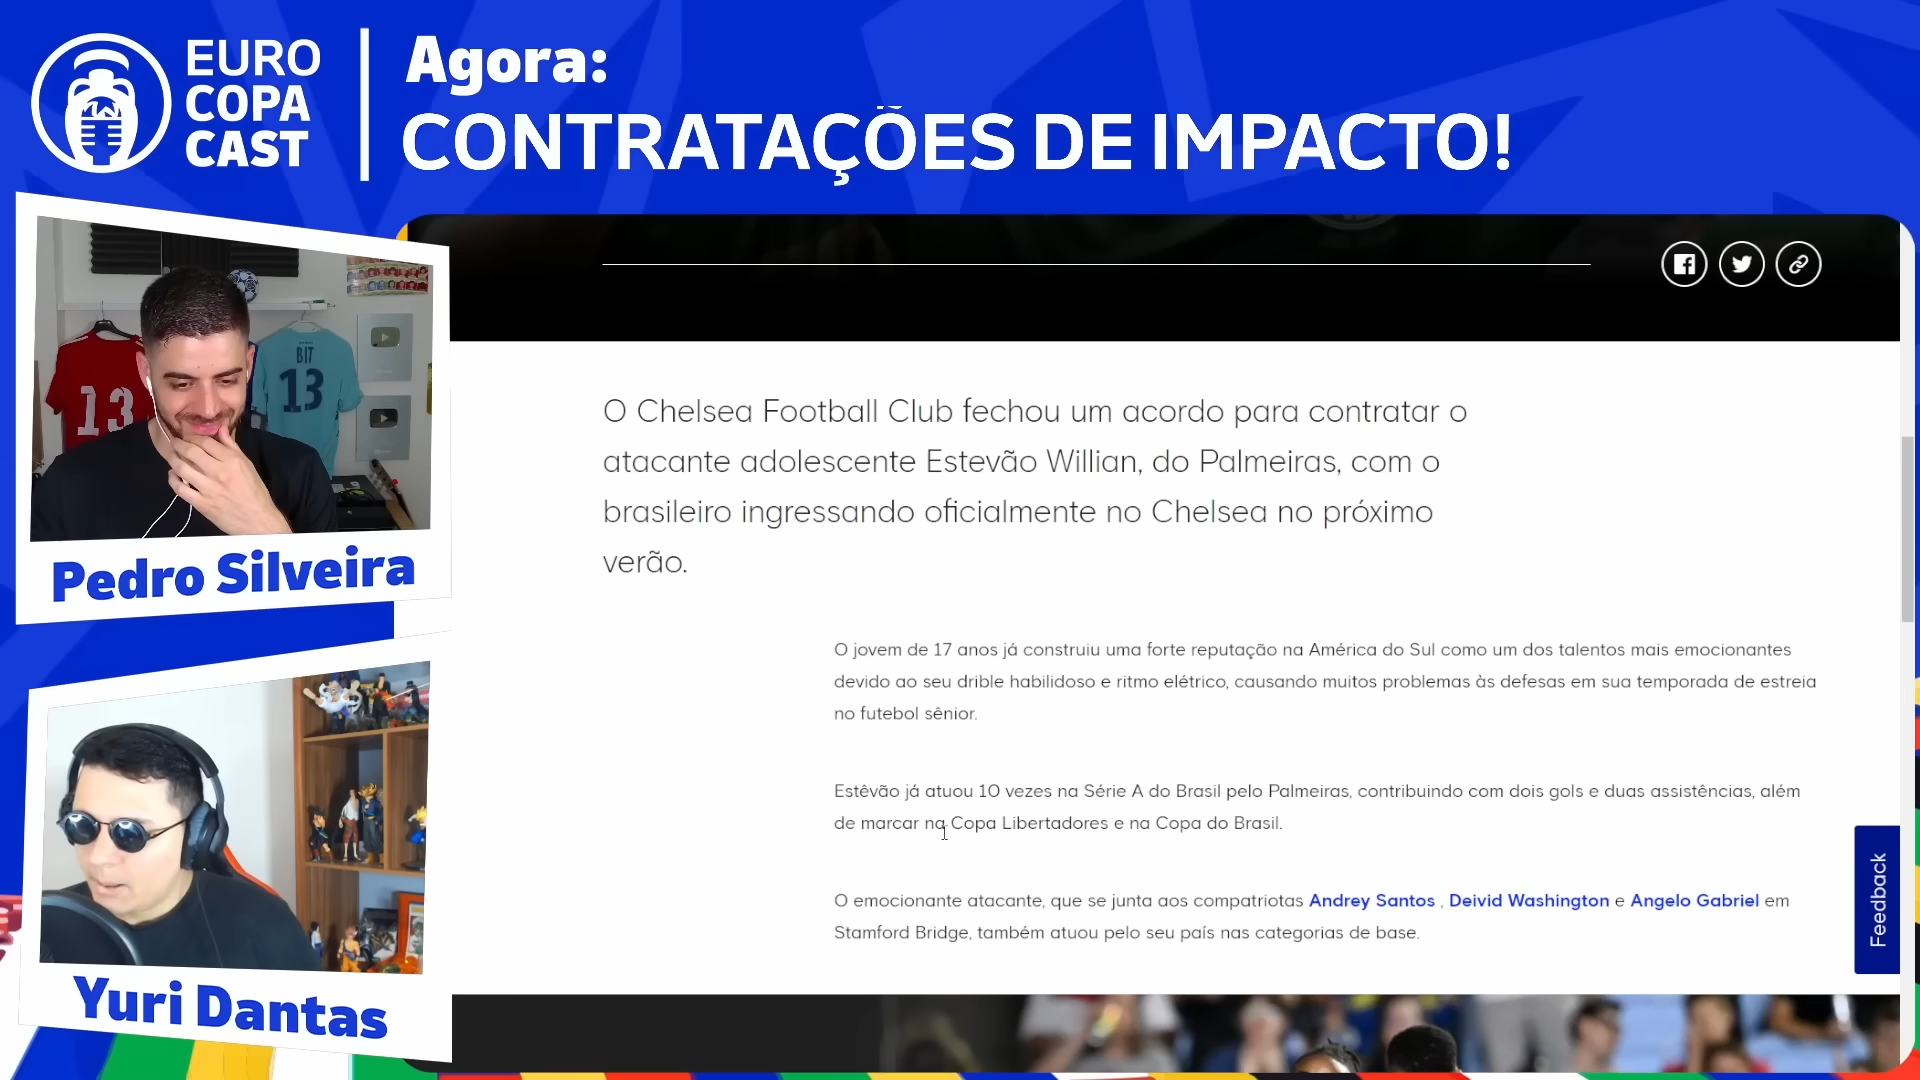 EURO
COPA
CAST
Agora:
CONTRATAÇÕES DE IMPACTO!
13
BIT
13
Pedro Silveira
Yuri Dantas
O Chelsea Football Club fechou um acordo para contratar o
atacante adolescente Estevão Willian, do Palmeiras, com o
brasileiro ingressando oficialmente no Chelsea no próximo
verão.
O jovem de 17 anos já construiu uma forte reputação na América do Sul como um dos talentos mais emocionantes
devido ao seu drible habilidoso e ritmo elétrico, causando muitos problemas às defesas em sua temporada de estreia
no futebol sênior.
Estêvão já atuou 10 vezes na Série A do Brasil pelo Palmeiras, contribuindo com dois gols e duas assistências, além
de marcar na Copa Libertadores e na Copa do Brasil.
O emocionante atacante, que se junta aos compatriotas Andrey Santos , Deivid Washington e Angelo Gabriel em
Stamford Bridge, também atuou pelo seu país nas categorias de base.
Feedback